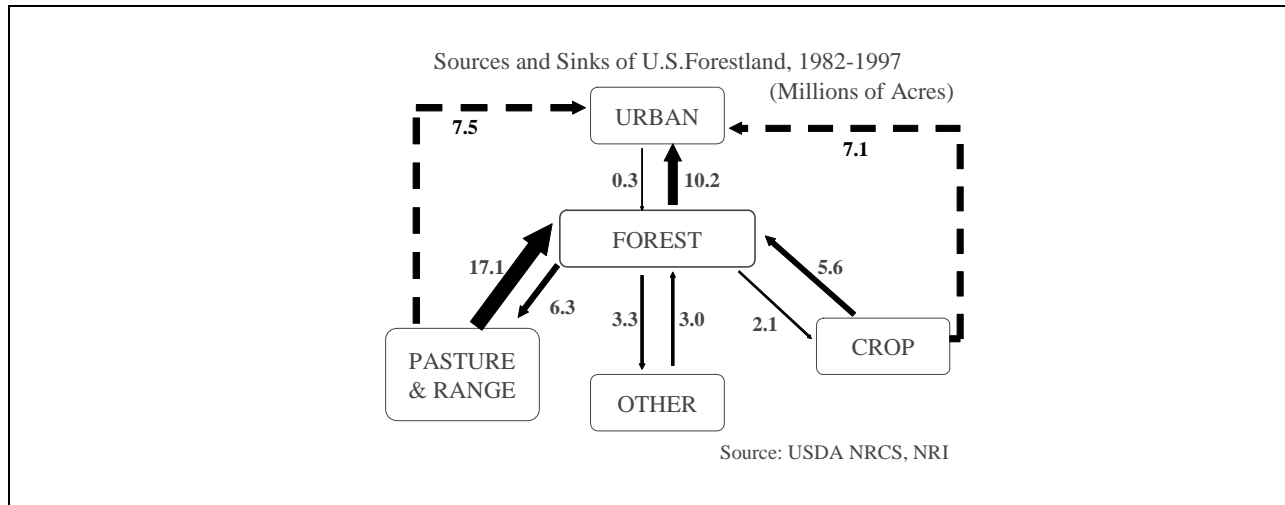 Sources and Sinks of U.S.Forestland, 1982-1997
(Millions of Acres)
URBAN
7.5
7.1
0.3
10.2
FOREST
17.1
6.3
3.3
3.0
2.1
5.6
PASTURE
& RANGE
OTHER
CROP
Source: USDA NRCS, NRI